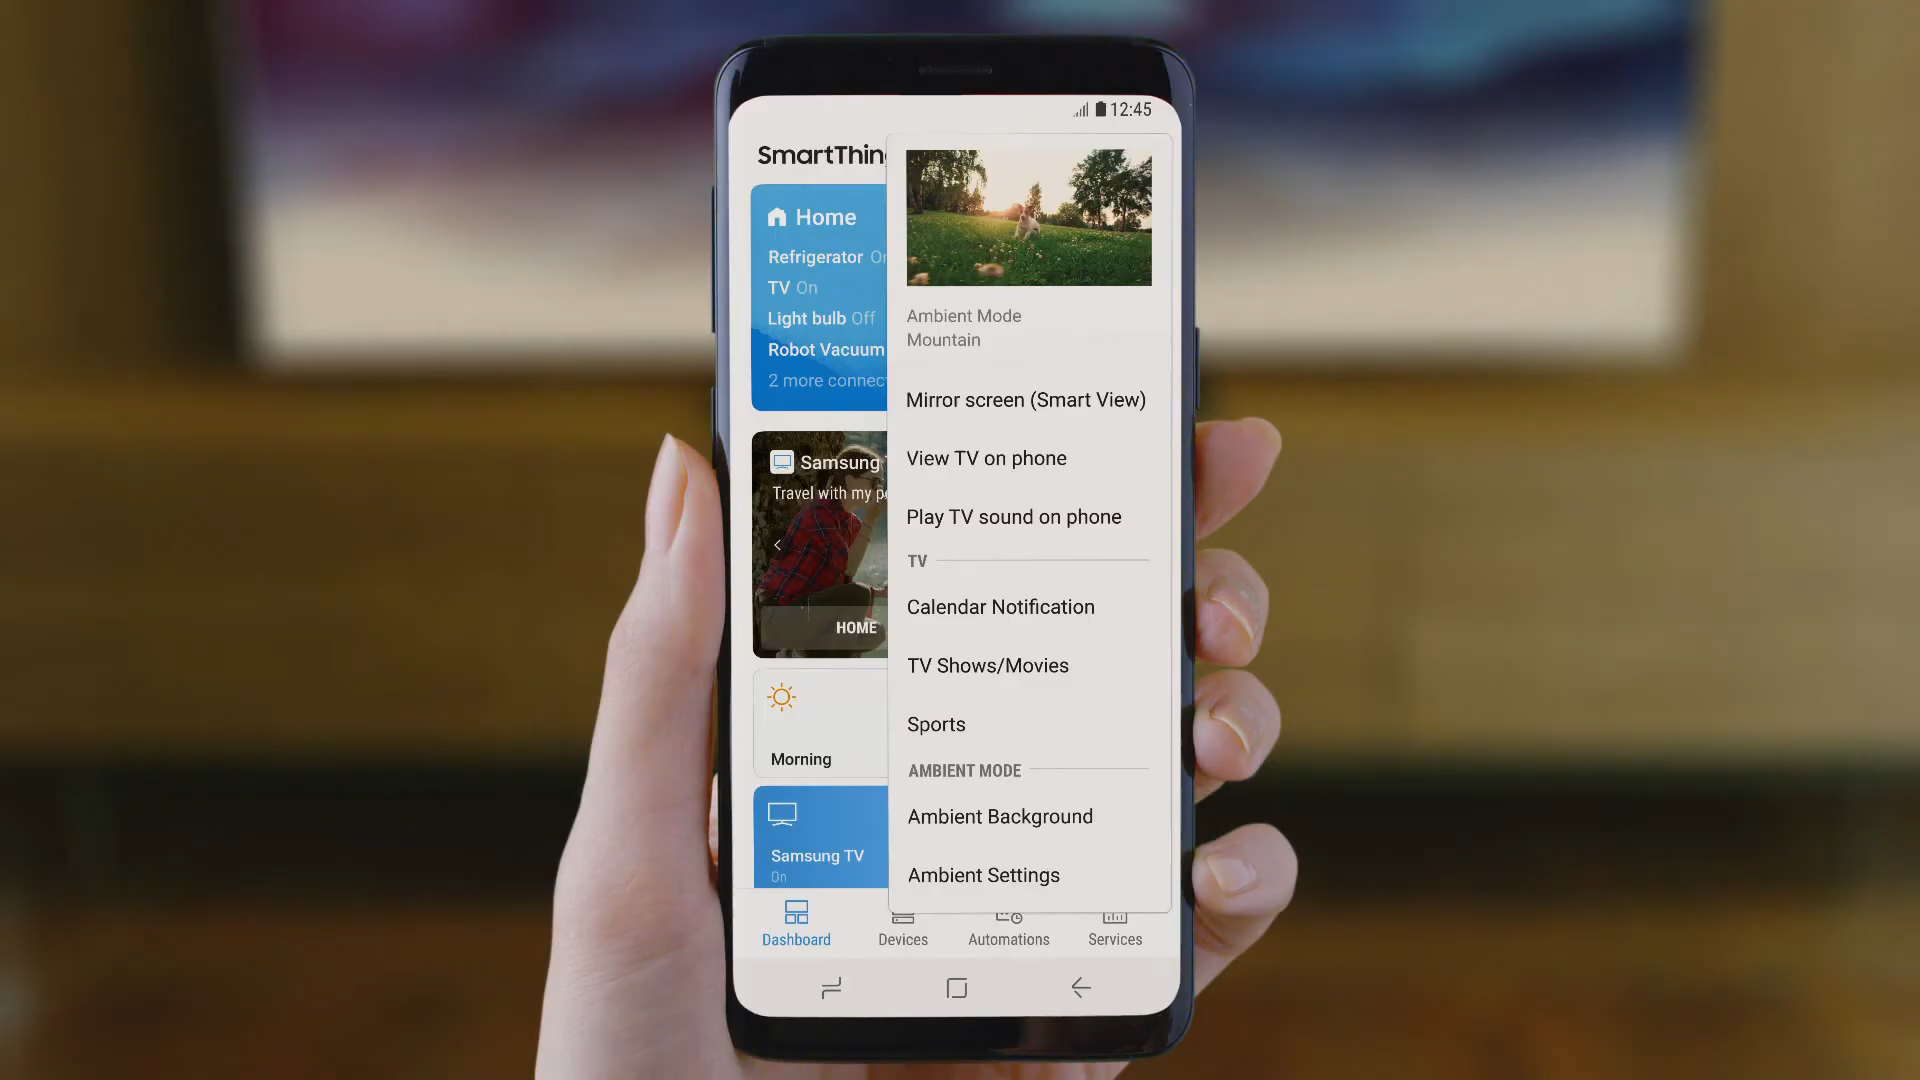 12:45
SmartThin
Home
Refrigerator
TV On
Light bulb Off
Robot Vacuum
2 more connec
Samsung
Travel with my
HOME
Morning
Samsung TV
On
Ambient Mode
Mountain
Mirror screen (Smart View)
View TV on phone
Play TV sound on phone
TV
Calendar Notification
TV Shows/Movies
Sports
AMBIENT MODE
Ambient Background
Ambient Settings
Dashboard
Devices
Automations
Services